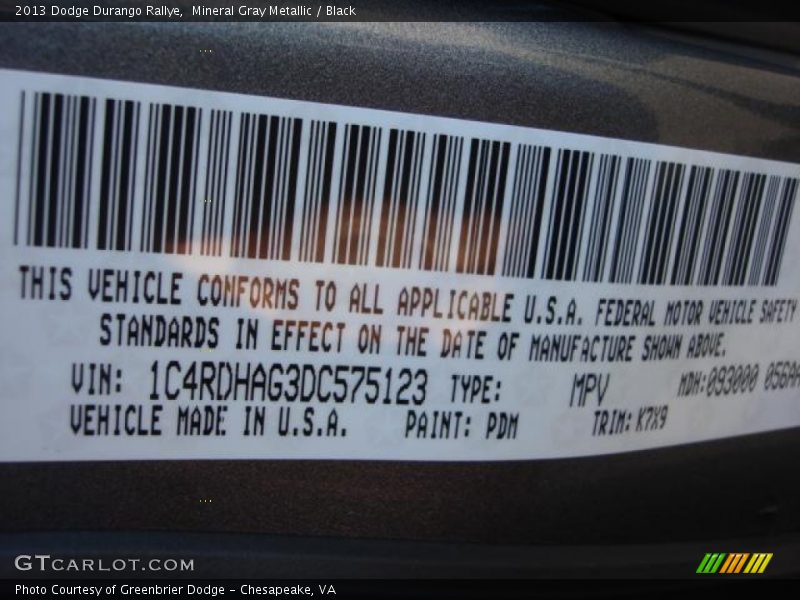 2013 Dodge Durango Rallye, Mineral Gray Metallic / Black
THIS VEHICLE CONFORMS TO ALL APPLICABLE U.S.A. FEDERAL MOTOR VEHICLE SAFETY
STANDARDS IN EFFECT ON THE DATE OF MANUFACTURE SHOWN ABOVE.
VIN: 1C4RDHAG3DC575123 TYPE: MPV MDH:093000 056AA
VEHICLE MADE IN U.S.A. PAINT: PDM TRIM: K7X9
GTCARLOT.COM
Photo Courtesy of Greenbrier Dodge - Chesapeake, VA